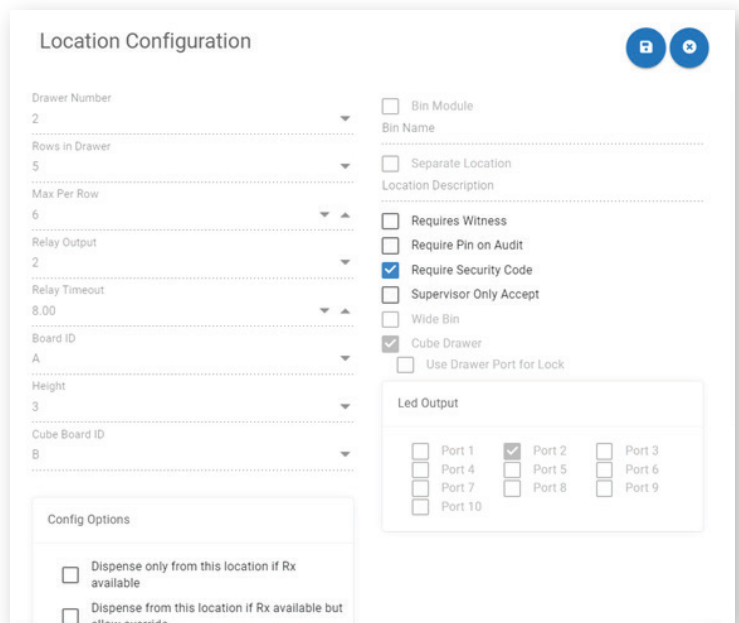 Location Configuration
Drawer Number
2
Rows in Drawer
5
Max Per Row
6
Relay Output
2
Relay Timeout
8.00
Board ID
A
Height
3
Cube Board ID
B
Config Options
Dispense only from this location if Rx
available
Dispense from this location if Rx available but
allow override
Bin Module
Bin Name
Separate Location
Location Description
Requires Witness
Require Pin on Audit
Require Security Code
Supervisor Only Accept
Wide Bin
Cube Drawer
Use Drawer Port for Lock
Led Output
Port 1 Port 2 Port 3
Port 4 Port 5 Port 6
Port 7 Port 8 Port 9
Port 10